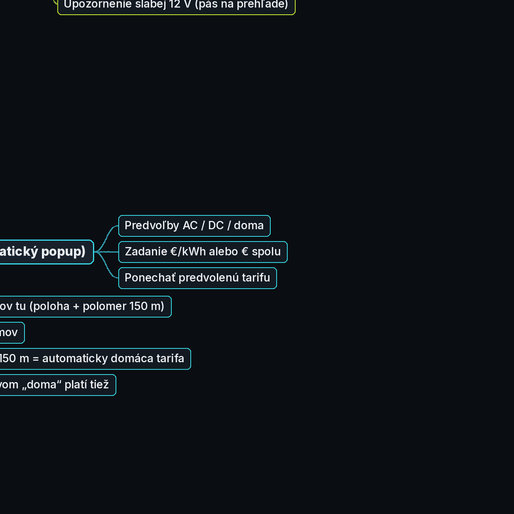 Upozornenie slabej 12 V (pás na prehľade)
Predvoľby AC / DC / doma
atický popup)
Zadanie €/kWh alebo € spolu
Ponechať predvolenú tarifu
ov tu (poloha + polomer 150 m)
mov
150 m = automaticky domáca tarifa
vom „doma“ platí tiež